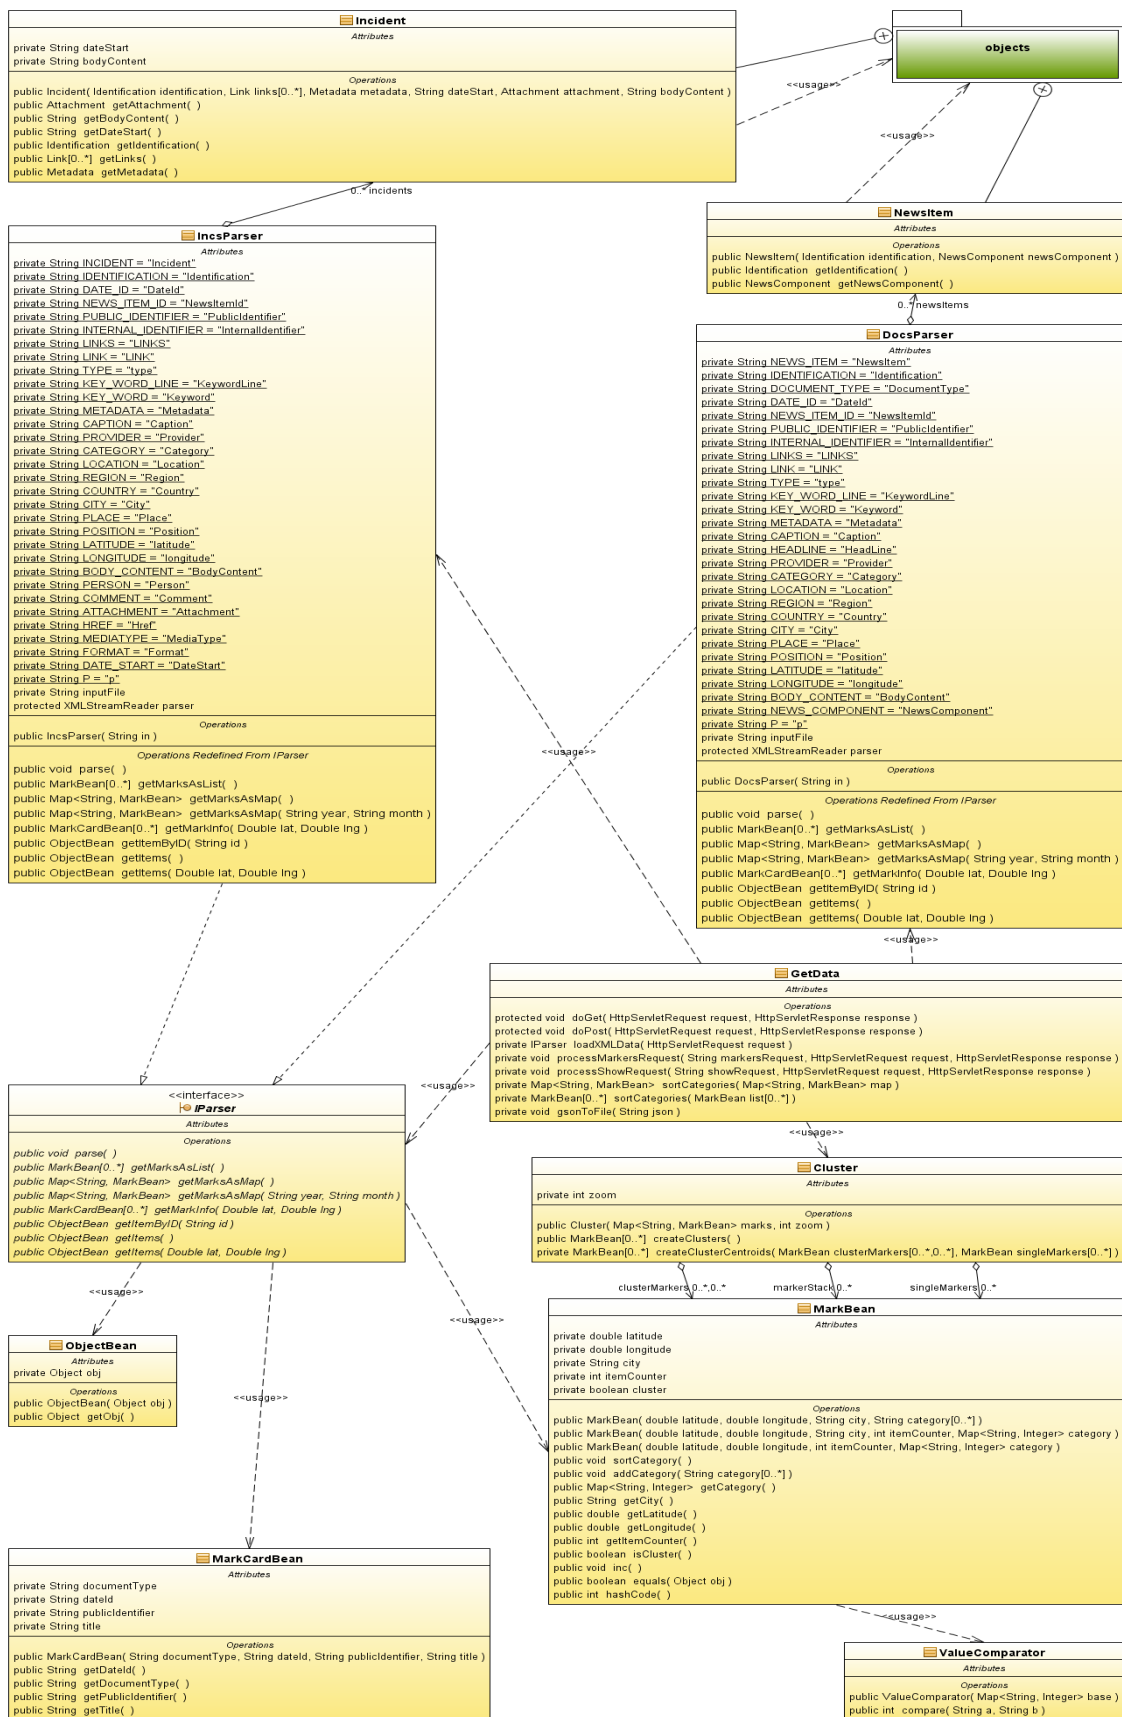 Incident
Attributes
private String dateStart
private String bodyContent
Operations
public Incident( Identification identification, Link links[0..*], Metadata metadata, String dateStart, Attachment attachment, String bodyContent )
public Attachment getAttachment( )
public String getBodyContent( )
public String getDateStart( )
public Identification getIdentification( )
public Link[0..*] getLinks( )
public Metadata getMetadata( )
objects
<<usage>>
<<usage>>
0..* incidents
NewsItem
Attributes
Operations
public NewsItem( Identification identification, NewsComponent newsComponent )
public Identification getIdentification( )
public NewsComponent getNewsComponent( )
0..* newsItems
IncsParser
Attributes
private String INCIDENT = "Incident"
private String IDENTIFICATION = "Identification"
private String DATE_ID = "DateId"
private String NEWS_ITEM_ID = "NewsItemId"
private String PUBLIC_IDENTIFIER = "PublicIdentifier"
private String INTERNAL_IDENTIFIER = "InternalIdentifier"
private String LINKS = "LINKS"
private String LINK = "LINK"
private String TYPE = "type"
private String KEY_WORD_LINE = "KeywordLine"
private String KEY_WORD = "Keyword"
private String METADATA = "Metadata"
private String CAPTION = "Caption"
private String PROVIDER = "Provider"
private String CATEGORY = "Category"
private String LOCATION = "Location"
private String REGION = "Region"
private String COUNTRY = "Country"
private String CITY = "City"
private String PLACE = "Place"
private String POSITION = "Position"
private String LATITUDE = "latitude"
private String LONGITUDE = "longitude"
private String BODY_CONTENT = "BodyContent"
private String PERSON = "Person"
private String COMMENT = "Comment"
private String ATTACHMENT = "Attachment"
private String HREF = "Href"
private String MEDIATYPE = "MediaType"
private String FORMAT = "Format"
private String DATE_START = "DateStart"
private String P = "p"
private String inputFile
protected XMLStreamReader parser
Operations
public IncsParser( String in )
Operations Redefined From IParser
public void parse( )
public MarkBean[0..*] getMarksAsList( )
public Map<String, MarkBean> getMarksAsMap( )
public Map<String, MarkBean> getMarksAsMap( String year, String month )
public MarkCardBean[0..*] getMarkInfo( Double lat, Double lng )
public ObjectBean getItemByID( String id )
public ObjectBean getItems( )
public ObjectBean getItems( Double lat, Double lng )
DocsParser
Attributes
private String NEWS_ITEM = "NewsItem"
private String IDENTIFICATION = "Identification"
private String DOCUMENT_TYPE = "DocumentType"
private String DATE_ID = "DateId"
private String NEWS_ITEM_ID = "NewsItemId"
private String PUBLIC_IDENTIFIER = "PublicIdentifier"
private String INTERNAL_IDENTIFIER = "InternalIdentifier"
private String LINKS = "LINKS"
private String LINK = "LINK"
private String TYPE = "type"
private String KEY_WORD_LINE = "KeywordLine"
private String KEY_WORD = "Keyword"
private String METADATA = "Metadata"
private String CAPTION = "Caption"
private String HEADLINE = "HeadLine"
private String PROVIDER = "Provider"
private String CATEGORY = "Category"
private String LOCATION = "Location"
private String REGION = "Region"
private String COUNTRY = "Country"
private String CITY = "City"
private String PLACE = "Place"
private String POSITION = "Position"
private String LATITUDE = "latitude"
private String LONGITUDE = "longitude"
private String BODY_CONTENT = "BodyContent"
private String NEWS_COMPONENT = "NewsComponent"
private String P = "p"
private String inputFile
protected XMLStreamReader parser
Operations
public DocsParser( String in )
Operations Redefined From IParser
public void parse( )
public MarkBean[0..*] getMarksAsList( )
public Map<String, MarkBean> getMarksAsMap( )
public Map<String, MarkBean> getMarksAsMap( String year, String month )
public MarkCardBean[0..*] getMarkInfo( Double lat, Double lng )
public ObjectBean getItemByID( String id )
public ObjectBean getItems( )
public ObjectBean getItems( Double lat, Double lng )
<<usage>>
<<usage>>
GetData
Attributes
Operations
protected void doGet( HttpServletRequest request, HttpServletResponse response )
protected void doPost( HttpServletRequest request, HttpServletResponse response )
private IParser loadXMLData( HttpServletRequest request )
private void processMarkersRequest( String markersRequest, HttpServletRequest request, HttpServletResponse response )
private void processShowRequest( String showRequest, HttpServletRequest request, HttpServletResponse response )
private Map<String, MarkBean> sortCategories( Map<String, MarkBean> map )
private MarkBean[0..*] sortCategories( MarkBean list[0..*] )
private void gsonToFile( String json )
<<usage>>
<<usage>>
<<interface>>
IParser
Attributes
Operations
public void parse( )
public MarkBean[0..*] getMarksAsList( )
public Map<String, MarkBean> getMarksAsMap( )
public Map<String, MarkBean> getMarksAsMap( String year, String month )
public MarkCardBean[0..*] getMarkInfo( Double lat, Double lng )
public ObjectBean getItemByID( String id )
public ObjectBean getItems( )
public ObjectBean getItems( Double lat, Double lng )
Cluster
Attributes
private int zoom
Operations
public Cluster( Map<String, MarkBean> marks, int zoom )
public MarkBean[0..*] createClusters( )
private MarkBean[0..*] createClusterCentroids( MarkBean clusterMarkers[0..*,0..*], MarkBean singleMarkers[0..*] )
clusterMarkers 0..*,0..*
markerStack 0..*
singleMarkers 0..*
<<usage>>
<<usage>>
<<usage>>
ObjectBean
Attributes
private Object obj
Operations
public ObjectBean( Object obj )
public Object getObj( )
MarkBean
Attributes
private double latitude
private double longitude
private String city
private int itemCounter
private boolean cluster
Operations
public MarkBean( double latitude, double longitude, String city, String category[0..*] )
public MarkBean( double latitude, double longitude, String city, int itemCounter, Map<String, Integer> category )
public MarkBean( double latitude, double longitude, int itemCounter, Map<String, Integer> category )
public void sortCategory( )
public void addCategory( String category[0..*] )
public Map<String, Integer> getCategory( )
public String getCity( )
public double getLatitude( )
public double getLongitude( )
public int getItemCounter( )
public boolean isCluster( )
public void inc( )
public boolean equals( Object obj )
public int hashCode( )
<<usage>>
MarkCardBean
Attributes
private String documentType
private String dateId
private String publicIdentifier
private String title
Operations
public MarkCardBean( String documentType, String dateId, String publicIdentifier, String title )
public String getDateId( )
public String getDocumentType( )
public String getPublicIdentifier( )
public String getTitle( )
ValueComparator
Attributes
Operations
public ValueComparator( Map<String, Integer> base )
public int compare( String a, String b )